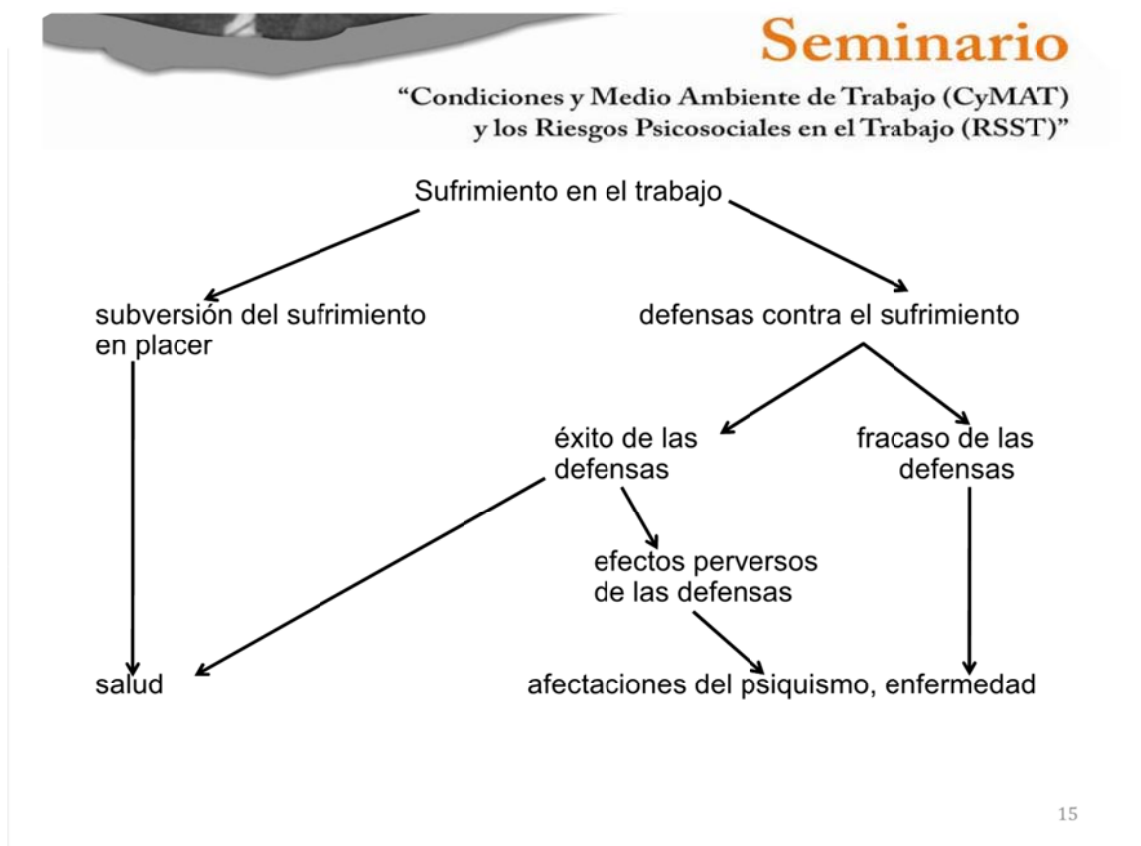 Seminario
“Condiciones y Medio Ambiente de Trabajo (CyMAT)
y los Riesgos Psicosociales en el Trabajo (RSST)”
Sufrimiento en el trabajo
subversión del sufrimiento
en placer
defensas contra el sufrimiento
éxito de las
defensas
fracaso de las
defensas
efectos perversos
de las defensas
salud
afectaciones del psiquismo, enfermedad
15